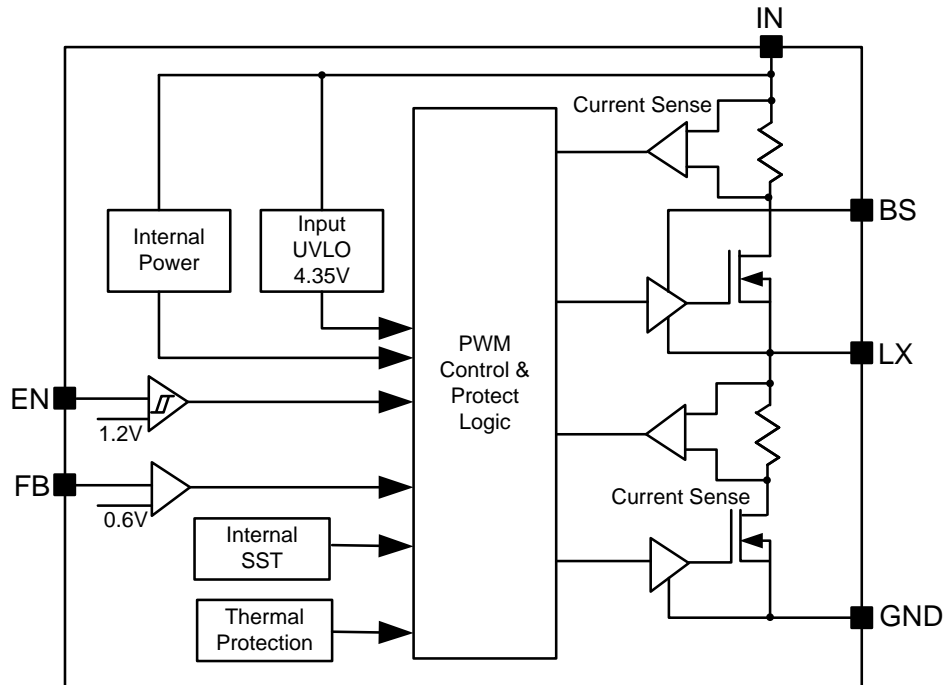 IN
Current Sense
BS
Internal
Power
Input
UVLO
4.35V
PWM
Control &
Protect
Logic
LX
EN
1.2V
FB
0.6V
Current Sense
Internal
SST
Thermal
Protection
GND